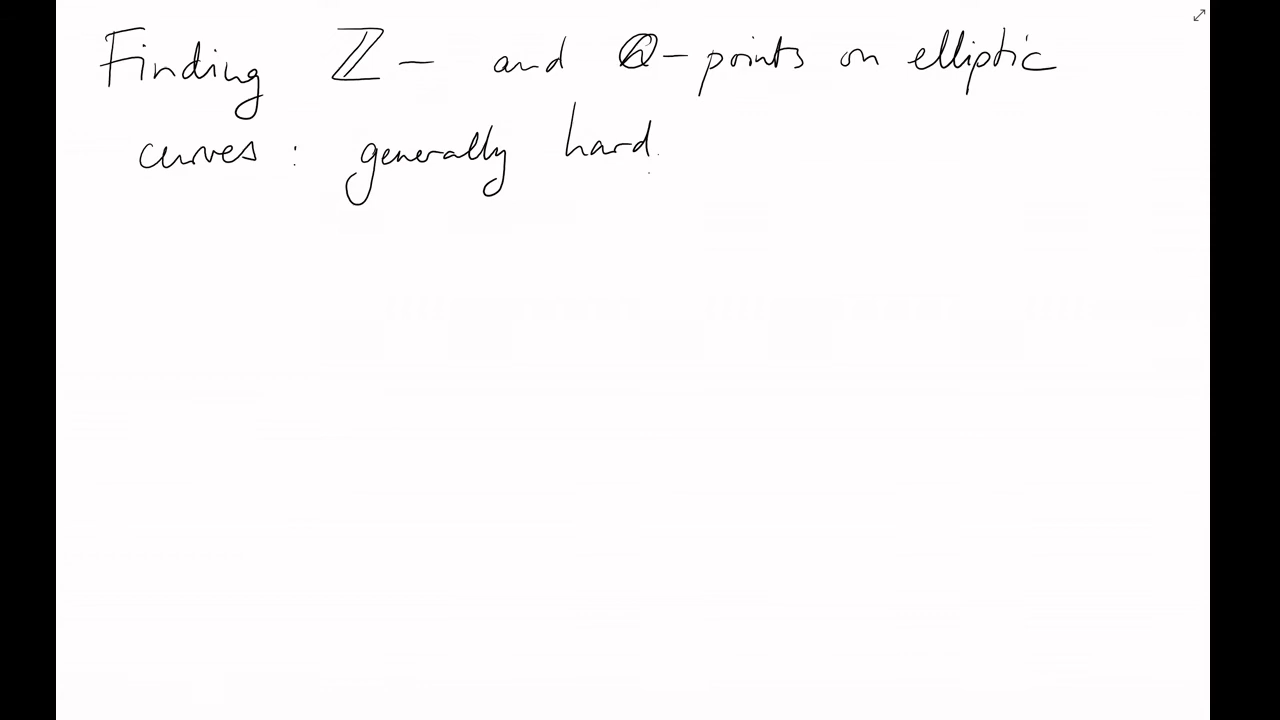 Finding ℤ- and ℚ-points on elliptic
curves: generally hard.